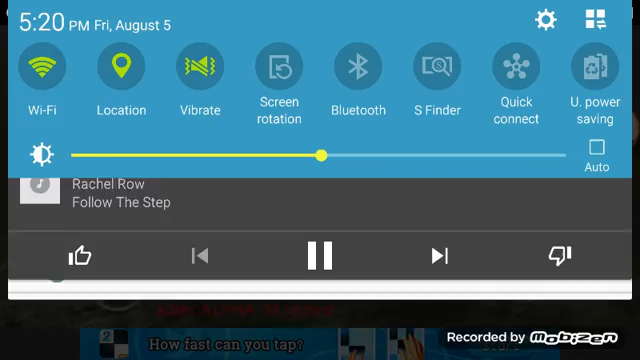 5:20 PM Fri, August 5
Wi-Fi
Location
Vibrate
Screen rotation
Bluetooth
S Finder
Quick connect
U. power saving
Auto
Rachel Row
Follow The Step
2
How fast can you tap?
Recorded by Mobizen